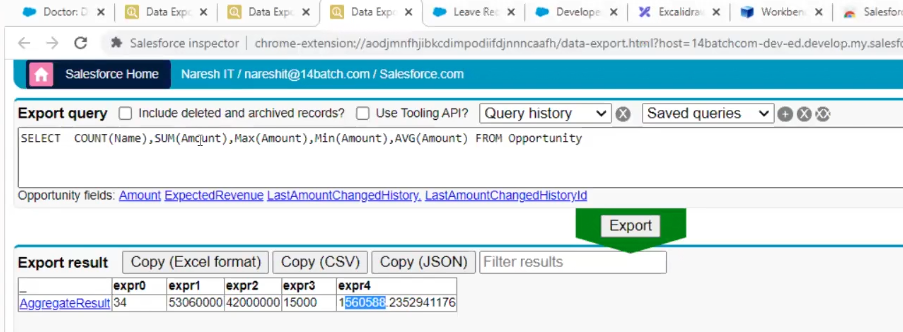 Doctor: D
Data Expo
Data Expo
Data Expo
Leave Rec
Develope
Excalidra
Workben
Salesfor
Salesforce inspector | chrome-extension://aodjmnfhjibkcdimpodiifdjnnncaafh/data-export.html?host=14batchcom-dev-ed.develop.my.salesf
Salesforce Home Naresh IT / nareshit@14batch.com / Salesforce.com
Export query Include deleted and archived records? Use Tooling API? Query history Saved queries
SELECT COUNT(Name),SUM(Amount),Max(Amount),Min(Amount),AVG(Amount) FROM Opportunity
Opportunity fields: Amount ExpectedRevenue LastAmountChangedHistory. LastAmountChangedHistoryId
Export
Export result Copy (Excel format) Copy (CSV) Copy (JSON) Filter results
_ expr0 expr1 expr2 expr3 expr4
AggregateResult 34 53060000 42000000 15000 1560588.2352941176